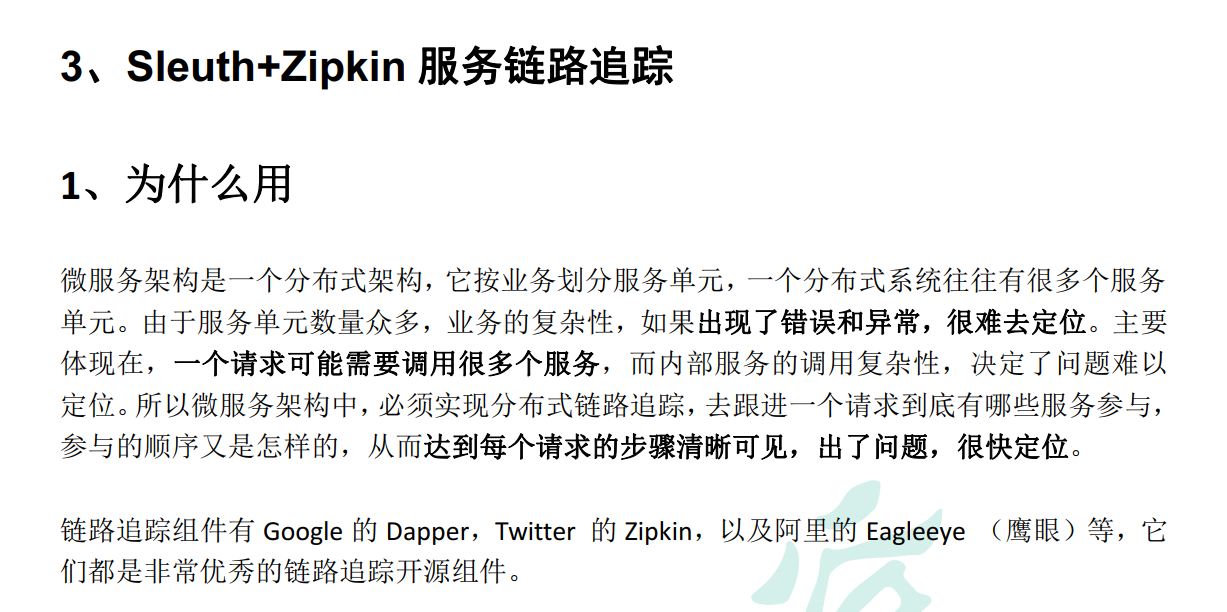 3、Sleuth+Zipkin 服务链路追踪
1、为什么用
微服务架构是一个分布式架构，它按业务划分服务单元，一个分布式系统往往有很多个服务
单元。由于服务单元数量众多，业务的复杂性，如果出现了错误和异常，很难去定位。主要
体现在，一个请求可能需要调用很多个服务，而内部服务的调用复杂性，决定了问题难以
定位。所以微服务架构中，必须实现分布式链路追踪，去跟进一个请求到底有哪些服务参与，
参与的顺序又是怎样的，从而达到每个请求的步骤清晰可见，出了问题，很快定位。
链路追踪组件有 Google 的 Dapper，Twitter 的 Zipkin，以及阿里的 Eagleeye （鹰眼）等，它
们都是非常优秀的链路追踪开源组件。